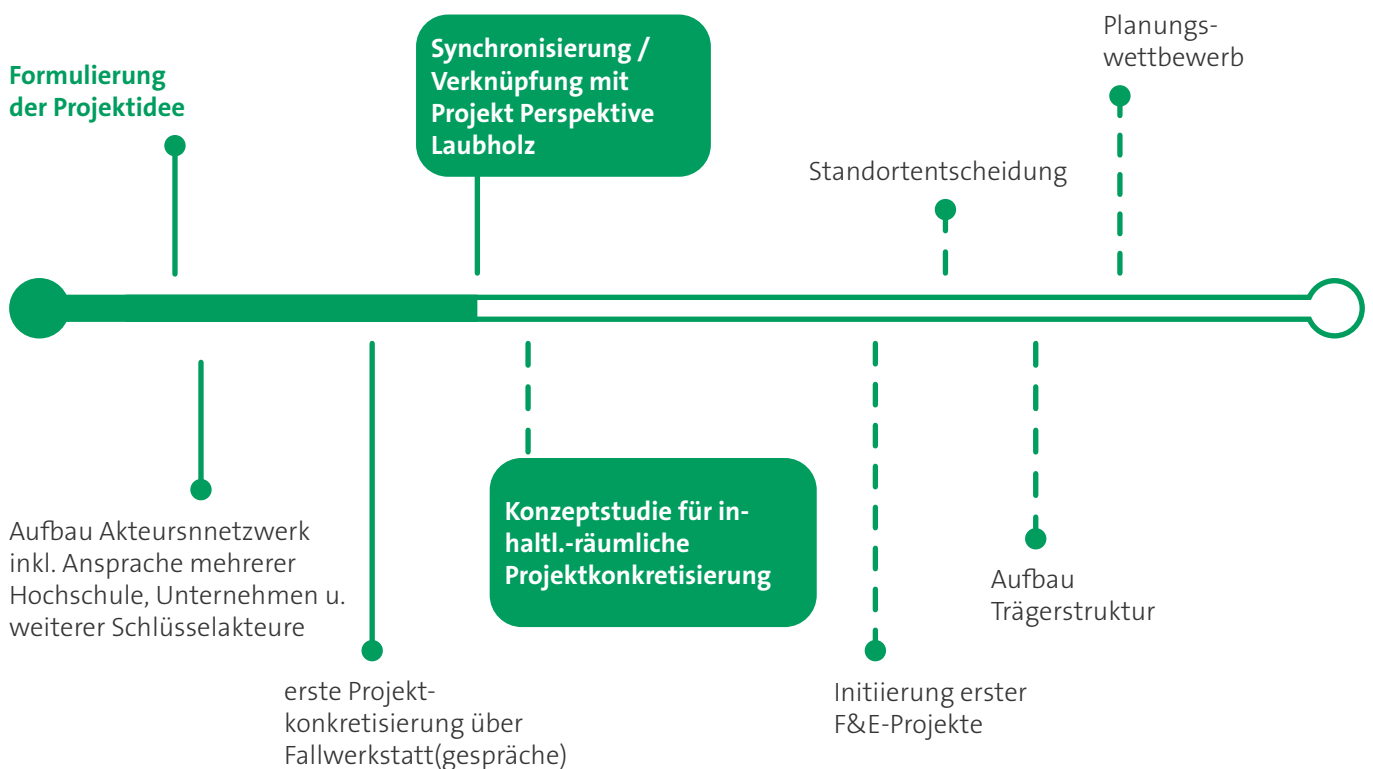 Formulierung
der Projektidee
Synchronisierung /
Verknüpfung mit
Projekt Perspektive
Laubholz
Standortentscheidung
Planungs-
wettbewerb
Aufbau Akteursnnetzwerk
inkl. Ansprache mehrerer
Hochschule, Unternehmen u.
weiterer Schlüsselakteure
erste Projekt-
konkretisierung über
Fallwerkstatt(gespräche)
Konzeptstudie für in-
haltl.-räumliche
Projektkonkretisierung
Initiierung erster
F&E-Projekte
Aufbau
Trägerstruktur